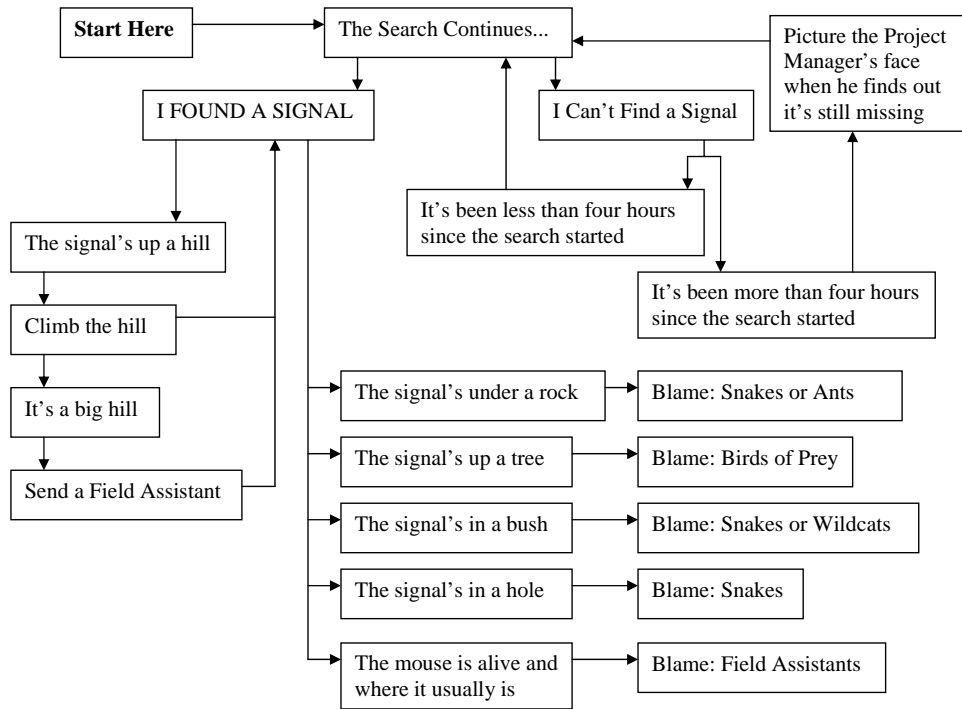 Start Here
The Search Continues...
Picture the Project
Manager's face
when he finds out
it's still missing
I FOUND A SIGNAL
I Can't Find a Signal
It's been less than four hours
since the search started
The signal's up a hill
It's been more than four hours
since the search started
Climb the hill
It's a big hill
Send a Field Assistant
The signal's under a rock
Blame: Snakes or Ants
The signal's up a tree
Blame: Birds of Prey
The signal's in a bush
Blame: Snakes or Wildcats
The signal's in a hole
Blame: Snakes
The mouse is alive and
where it usually is
Blame: Field Assistants